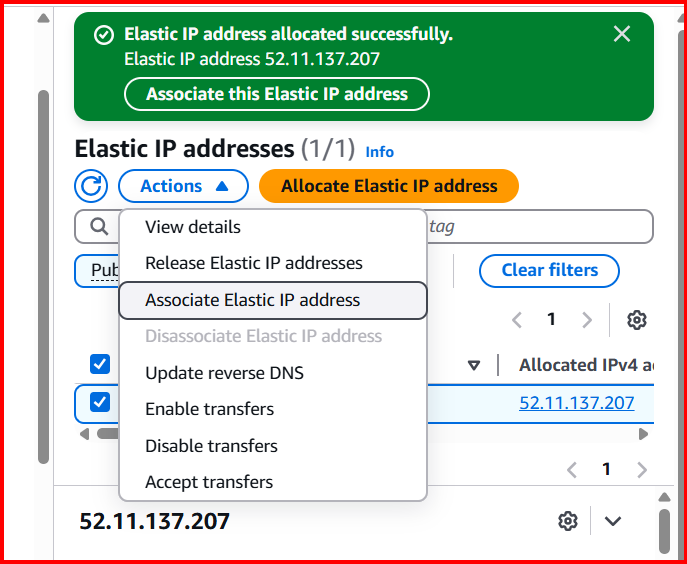 Elastic IP address allocated successfully.
Elastic IP address 52.11.137.207
Associate this Elastic IP address
Elastic IP addresses (1/1) Info
Actions
Allocate Elastic IP address
tag
View details
Pub
Release Elastic IP addresses
Clear filters
Associate Elastic IP address
1
Disassociate Elastic IP address
Allocated IPv4 a
Update reverse DNS
52.11.137.207
Enable transfers
Disable transfers
1
Accept transfers
52.11.137.207